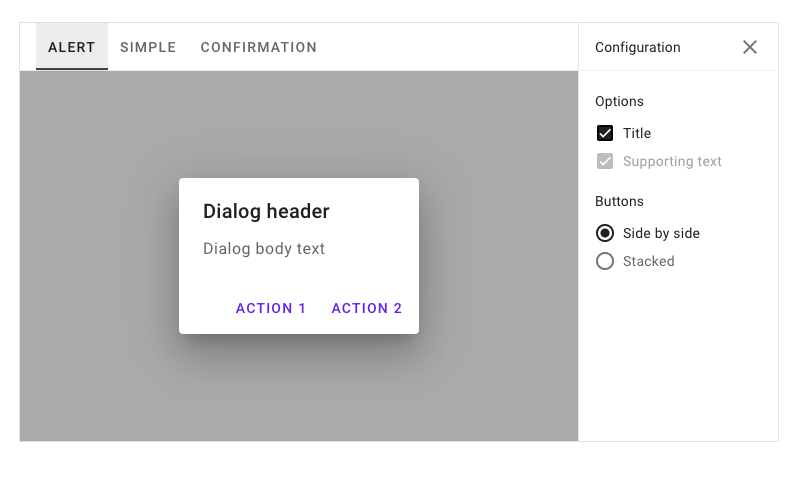 ALERT SIMPLE CONFIRMATION
Dialog header
Dialog body text
ACTION 1 ACTION 2
Configuration
Options
Title
Supporting text
Buttons
Side by side
Stacked